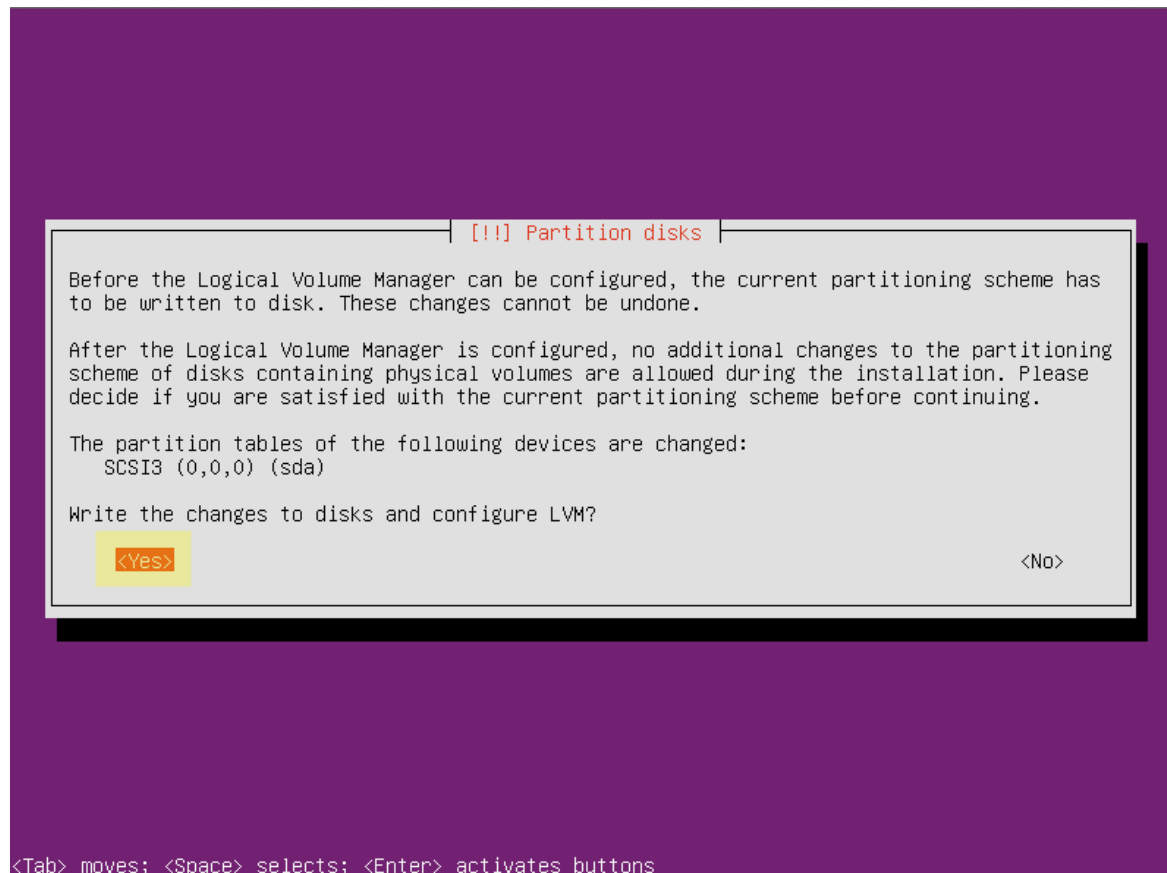 [!!] Partition disks
Before the Logical Volume Manager can be configured, the current partitioning scheme has
to be written to disk. These changes cannot be undone.
After the Logical Volume Manager is configured, no additional changes to the partitioning
scheme of disks containing physical volumes are allowed during the installation. Please
decide if you are satisfied with the current partitioning scheme before continuing.
The partition tables of the following devices are changed:
SCSI3 (0,0,0) (sda)
Write the changes to disks and configure LVM?
<Yes> <No>
<Tab> moves; <Space> selects; <Enter> activates buttons